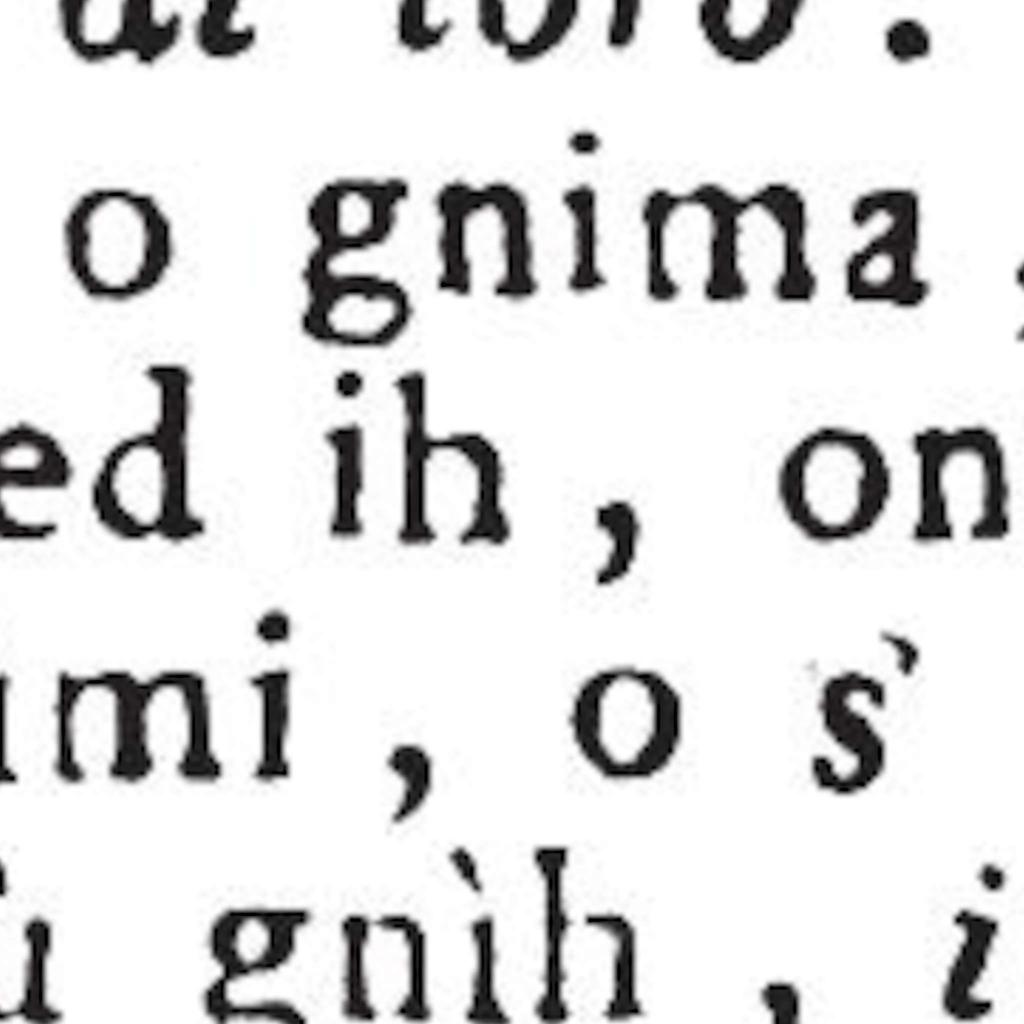 o gnima
ed ih, on
mi, o s'
gnìh, i